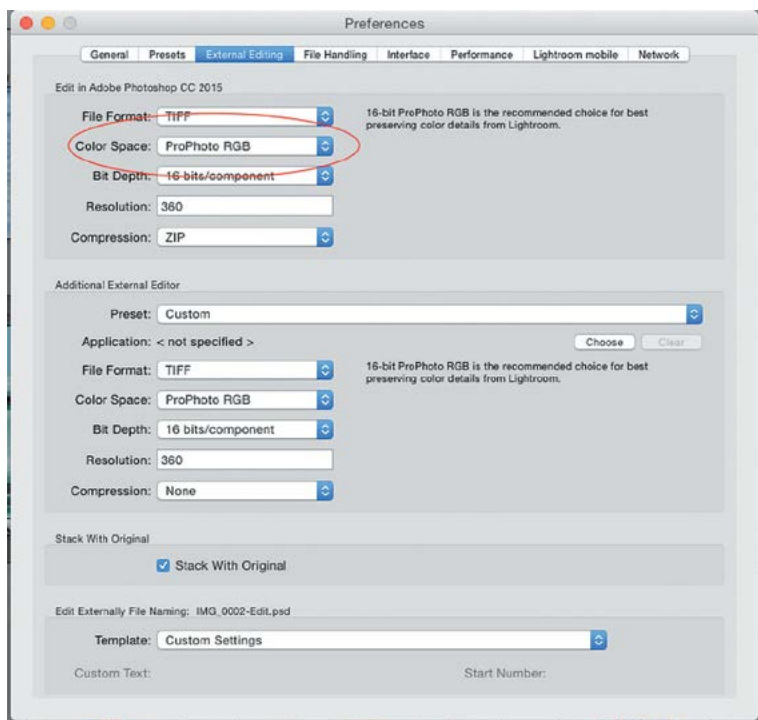 Preferences
General Presets External Editing File Handling Interface Performance Lightroom mobile Network
Edit in Adobe Photoshop CC 2015
File Format: TIFF
16-bit ProPhoto RGB is the recommended choice for best
preserving color details from Lightroom.
Color Space: ProPhoto RGB
Bit Depth: 16 bits/component
Resolution: 360
Compression: ZIP
Additional External Editor
Preset: Custom
Application: < not specified > Choose Clear
File Format: TIFF
16-bit ProPhoto RGB is the recommended choice for best
preserving color details from Lightroom.
Color Space: ProPhoto RGB
Bit Depth: 16 bits/component
Resolution: 360
Compression: None
Stack With Original
Stack With Original
Edit Externally File Naming: IMG_0002-Edit.psd
Template: Custom Settings
Custom Text: Start Number: